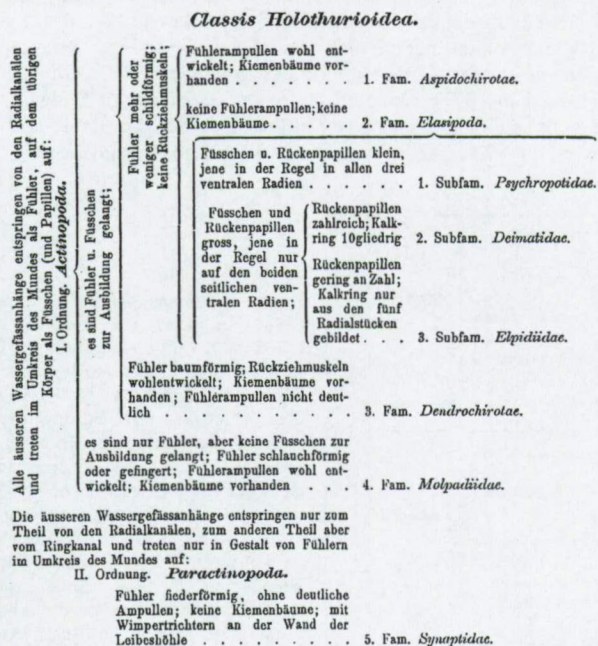 Classis Holothurioidea.
Alle äusseren Wassergefässanhänge entspringen von den Radialkanälen
und treten im Umkreis des Mundes als Fühler, auf dem übrigen
Körper als Füsschen (und Papillen) auf:
I. Ordnung. Actinopoda.
es sind Fühler u. Füsschen
zur Ausbildung gelangt;
Fühler mehr oder
weniger schildförmig;
keine Rückziehmuskeln;
Fühlerampullen wohl ent-
wickelt; Kiemenbäume vor-
handen . . . . . . . . . 1. Fam. Aspidochirotae.
keine Fühlerampullen; keine
Kiemenbäume . . . . . . 2. Fam. Elasipoda.
Füsschen u. Rückenpapillen klein,
jene in der Regel in allen drei
ventralen Radien . . . . . . . 1. Subfam. Psychropotidae.
Füsschen und
Rückenpapillen
gross, jene in
der Regel nur
auf den beiden
seitlichen ven-
tralen Radien;
Rückenpapillen
zahlreich; Kalk-
ring 10gliedrig 2. Subfam. Deimatidae.
Rückenpapillen
gering an Zahl;
Kalkring nur
aus den fünf
Radialstücken
gebildet . . . 3. Subfam. Elpidiidae.
Fühler baumförmig; Rückziehmuskeln
wohlentwickelt; Kiemenbäume vor-
handen; Fühlerampullen nicht deut-
lich . . . . . . . . . . . . 3. Fam. Dendrochirotae.
es sind nur Fühler, aber keine Füsschen zur
Ausbildung gelangt; Fühler schlauchförmig
oder gefingert; Fühlerampullen wohl ent-
wickelt; Kiemenbäume vorhanden . . . 4. Fam. Molpadiidae.
Die äusseren Wassergefässanhänge entspringen nur zum
Theil von den Radialkanälen, zum anderen Theil aber
vom Ringkanal und treten nur in Gestalt von Fühlern
im Umkreis des Mundes auf:
II. Ordnung. Paractinopoda.
Fühler fiederförmig, ohne deutliche
Ampullen; keine Kiemenbäume; mit
Wimpertrichtern an der Wand der
Leibeshöhle . . . . . . . . . 5. Fam. Synaptidae.